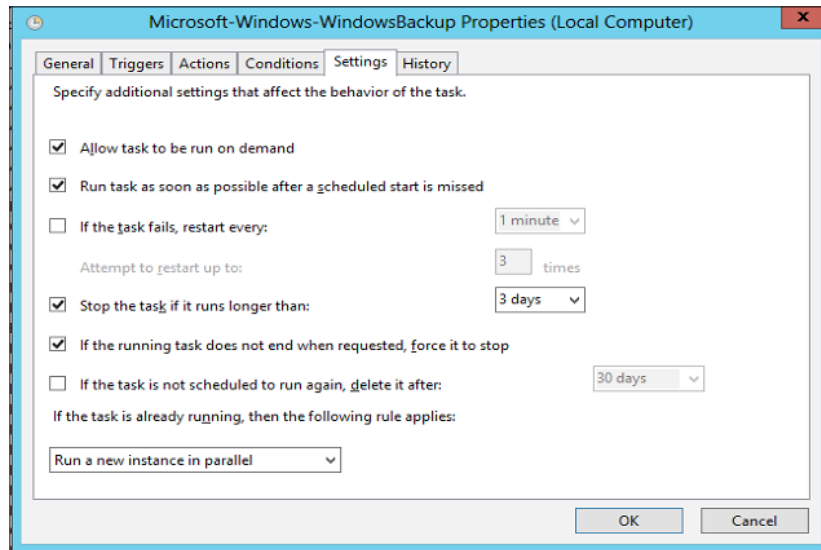 Microsoft-Windows-WindowsBackup Properties (Local Computer)
x
General Triggers Actions Conditions Settings History
Specify additional settings that affect the behavior of the task.
Allow task to be run on demand
Run task as soon as possible after a scheduled start is missed
If the task fails, restart every: 1 minute
Attempt to restart up to: 3 times
Stop the task if it runs longer than: 3 days
If the running task does not end when requested, force it to stop
If the task is not scheduled to run again, delete it after: 30 days
If the task is already running, then the following rule applies:
Run a new instance in parallel
OK Cancel